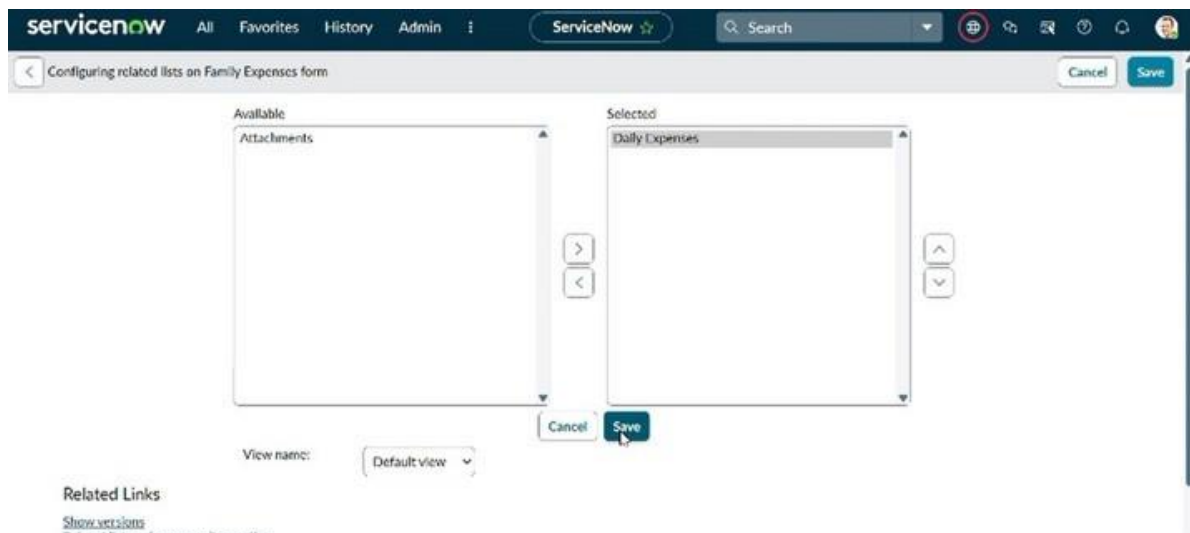 servicenow All Favorites History Admin ServiceNow Search
Configuring related lists on Family Expenses form Cancel Save
Available Selected
Attachments Daily Expenses
Cancel Save
View name: Default view
Related Links
Show versions